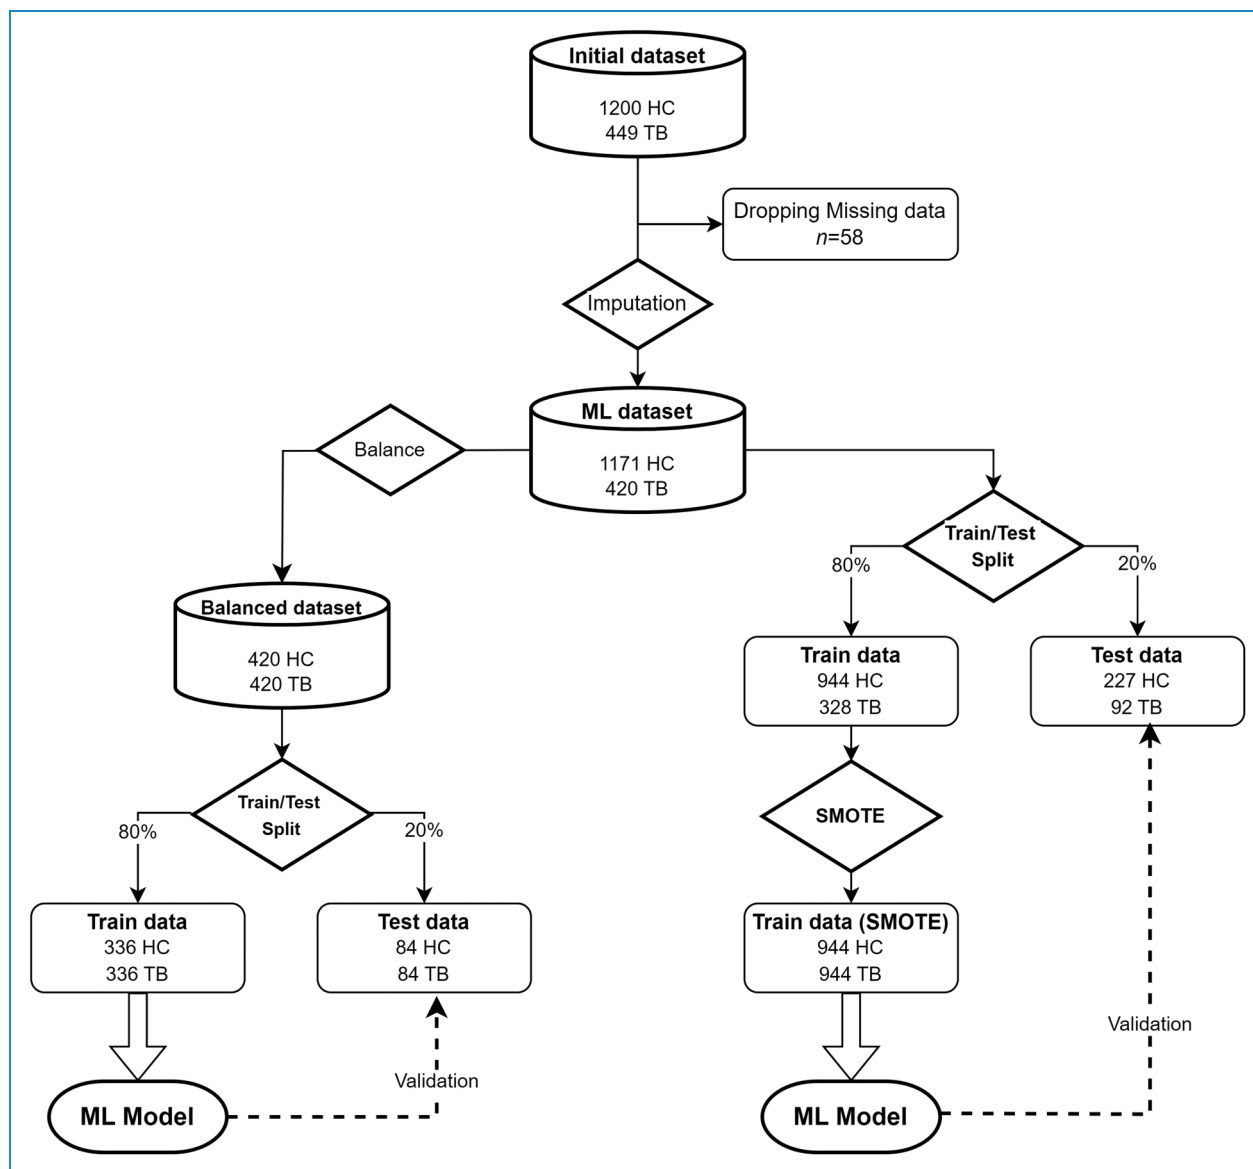 Initial dataset
1200 HC
449 TB
Dropping Missing data
n=58
Imputation
ML dataset
1171 HC
420 TB
Balance
Balanced dataset
420 HC
420 TB
Train/Test
Split
80%
20%
Train data
336 HC
336 TB
Test data
84 HC
84 TB
Validation
ML Model
Train/Test
Split
80%
20%
Train data
944 HC
328 TB
Test data
227 HC
92 TB
SMOTE
Train data (SMOTE)
944 HC
944 TB
Validation
ML Model